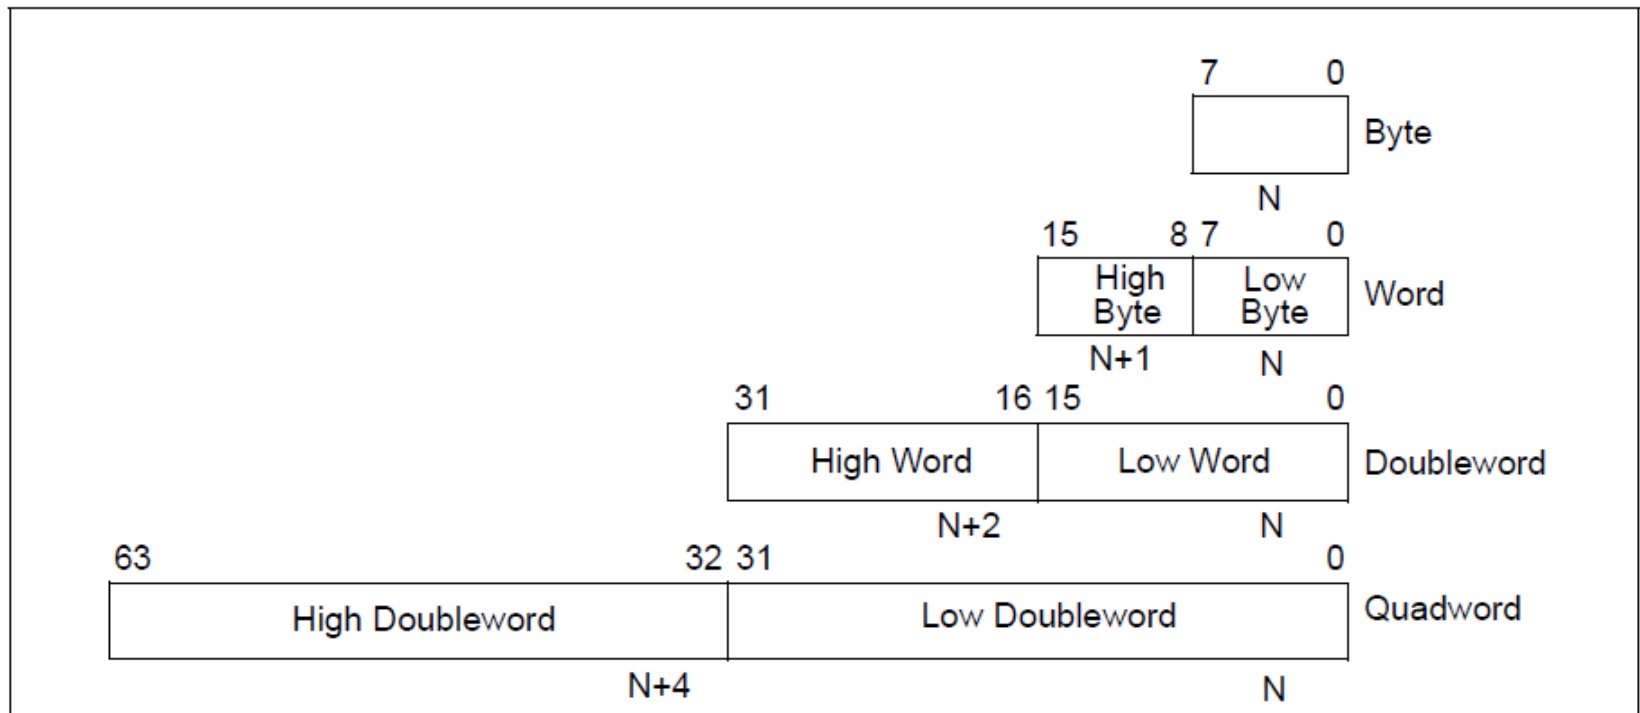 7 0
Byte
N
15 8 7 0
High Byte Low Byte Word
N+1 N
31 16 15 0
High Word Low Word Doubleword
N+2 N
63 32 31 0
High Doubleword Low Doubleword Quadword
N+4 N